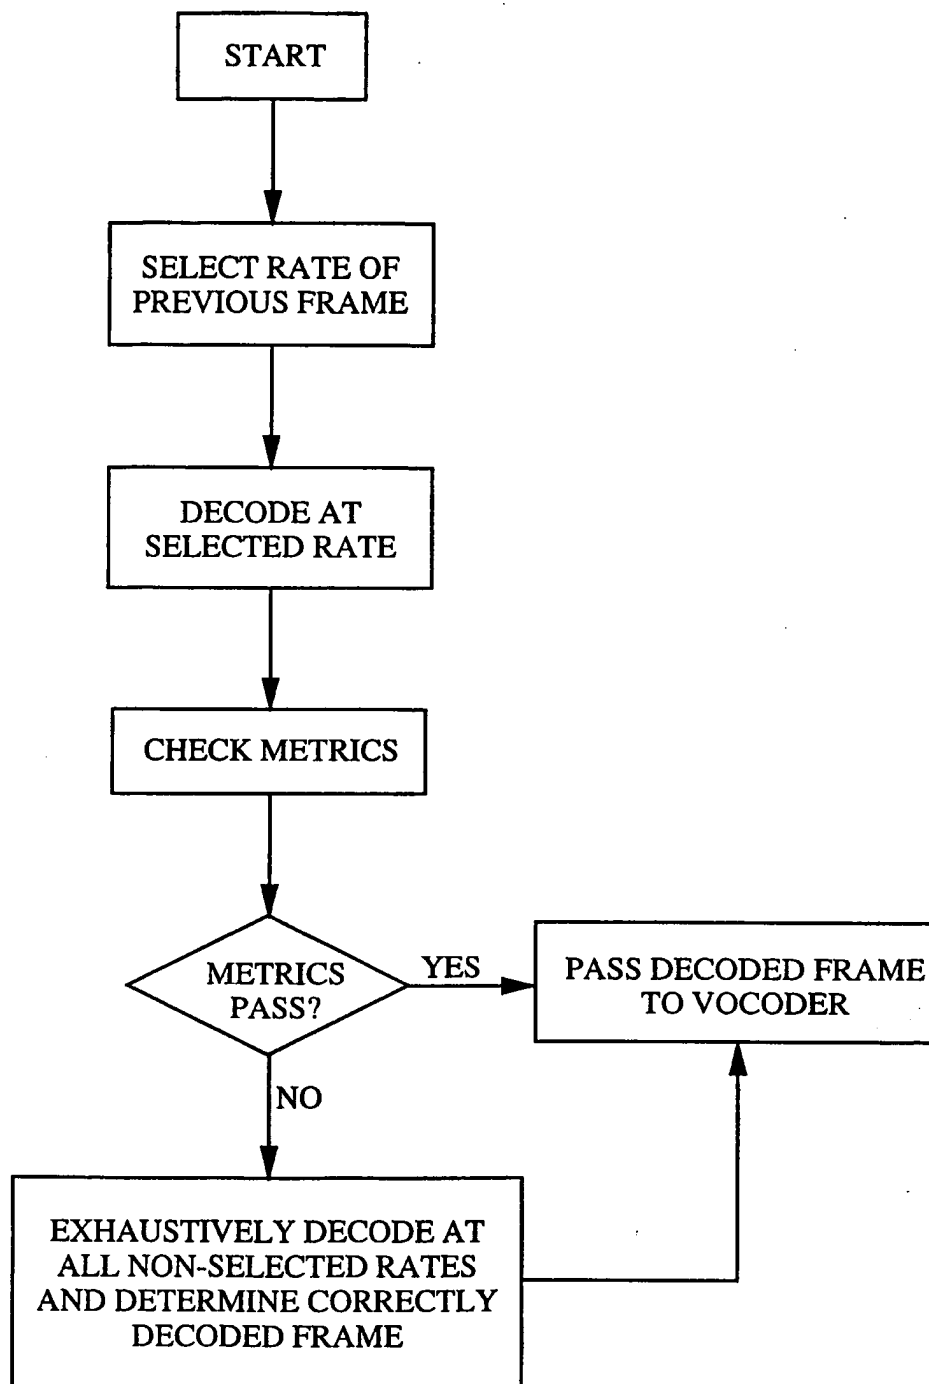 START
SELECT RATE OF
PREVIOUS FRAME
DECODE AT
SELECTED RATE
CHECK METRICS
METRICS
PASS?
YES
PASS DECODED FRAME
TO VOCODER
NO
EXHAUSTIVELY DECODE AT
ALL NON-SELECTED RATES
AND DETERMINE CORRECTLY
DECODED FRAME